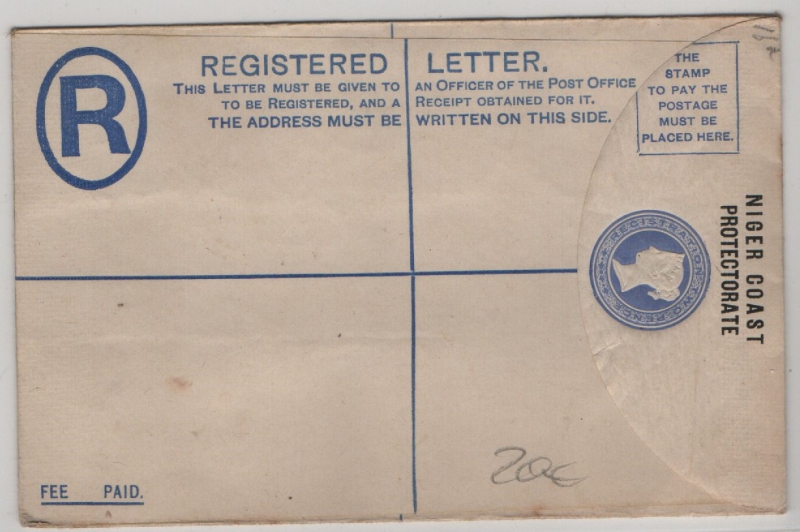 R
REGISTERED LETTER.
THIS LETTER MUST BE GIVEN TO AN OFFICER OF THE POST OFFICE
TO BE REGISTERED, AND A RECEIPT OBTAINED FOR IT.
THE ADDRESS MUST BE WRITTEN ON THIS SIDE.
THE
STAMP
TO PAY THE
POSTAGE
MUST BE
PLACED HERE.
NIGER COAST
PROTECTORATE
FEE PAID.